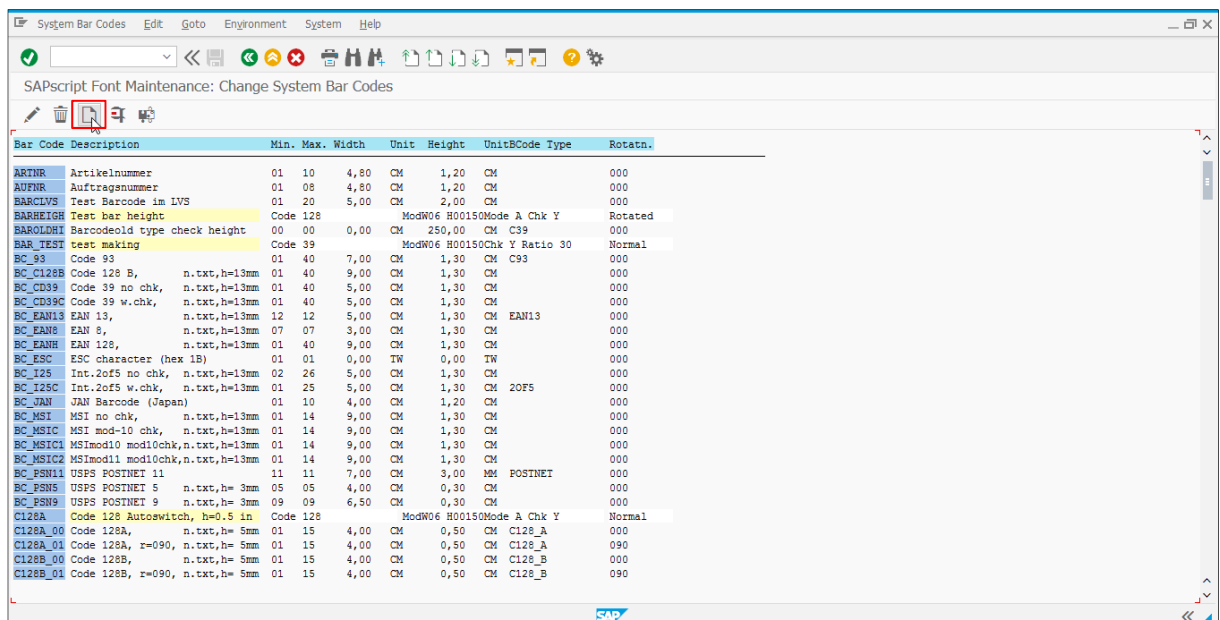 System Bar Codes Edit Goto Environment System Help
SAPscript Font Maintenance: Change System Bar Codes
Bar Code Description Min. Max. Width Unit Height UnitBCode Type Rotatn.
ARTNR Artikelnummer 01 10 4,80 CM 1,20 CM 000
AUFNR Auftragsnummer 01 08 4,80 CM 1,20 CM 000
BARCLVS Test Barcode im LVS 01 20 5,00 CM 2,00 CM 000
BARHEIGH Test bar height Code 128 ModW06 H00150Mode A Chk Y Rotated
BAROLDHI Barcodeold type check height 00 00 0,00 CM 250,00 CM C39 000
BAR_TEST test making Code 39 ModW06 H00150Chk Y Ratio 30 Normal
BC_93 Code 93 01 40 7,00 CM 1,30 CM C93 000
BC_C128B Code 128 B, n.txt,h=13mm 01 40 9,00 CM 1,30 CM 000
BC_CD39 Code 39 no chk, n.txt,h=13mm 01 40 5,00 CM 1,30 CM 000
BC_CD39C Code 39 w.chk, n.txt,h=13mm 01 40 5,00 CM 1,30 CM 000
BC_EAN13 EAN 13, n.txt,h=13mm 12 12 5,00 CM 1,30 CM EAN13 000
BC_EAN8 EAN 8, n.txt,h=13mm 07 07 3,00 CM 1,30 CM 000
BC_EANH EAN 128, n.txt,h=13mm 01 40 9,00 CM 1,30 CM 000
BC_ESC ESC character (hex 1B) 01 01 0,00 TW 0,00 TW 000
BC_I25 Int.2of5 no chk, n.txt,h=13mm 02 26 5,00 CM 1,30 CM 000
BC_I25C Int.2of5 w.chk, n.txt,h=13mm 01 25 5,00 CM 1,30 CM 2OF5 000
BC_JAN JAN Barcode (Japan) 01 10 4,00 CM 1,20 CM 000
BC_MSI MSI no chk, n.txt,h=13mm 01 14 9,00 CM 1,30 CM 000
BC_MSIC MSI mod-10 chk, n.txt,h=13mm 01 14 9,00 CM 1,30 CM 000
BC_MSIC1 MSImod10 mod10chk,n.txt,h=13mm 01 14 9,00 CM 1,30 CM 000
BC_MSIC2 MSImod11 mod10chk,n.txt,h=13mm 01 14 9,00 CM 1,30 CM 000
BC_PSN11 USPS POSTNET 11 11 11 7,00 CM 3,00 MM POSTNET 000
BC_PSN5 USPS POSTNET 5 n.txt,h= 3mm 05 05 4,00 CM 0,30 CM 000
BC_PSN9 USPS POSTNET 9 n.txt,h= 3mm 09 09 6,50 CM 0,30 CM 000
C128A Code 128 Autoswitch, h=0.5 in Code 128 ModW06 H00150Mode A Chk Y Normal
C128A_00 Code 128A, n.txt,h= 5mm 01 15 4,00 CM 0,50 CM C128_A 000
C128A_01 Code 128A, r=090, n.txt,h= 5mm 01 15 4,00 CM 0,50 CM C128_A 090
C128B_00 Code 128B, n.txt,h= 5mm 01 15 4,00 CM 0,50 CM C128_B 000
C128B_01 Code 128B, r=090, n.txt,h= 5mm 01 15 4,00 CM 0,50 CM C128_B 090
SAP